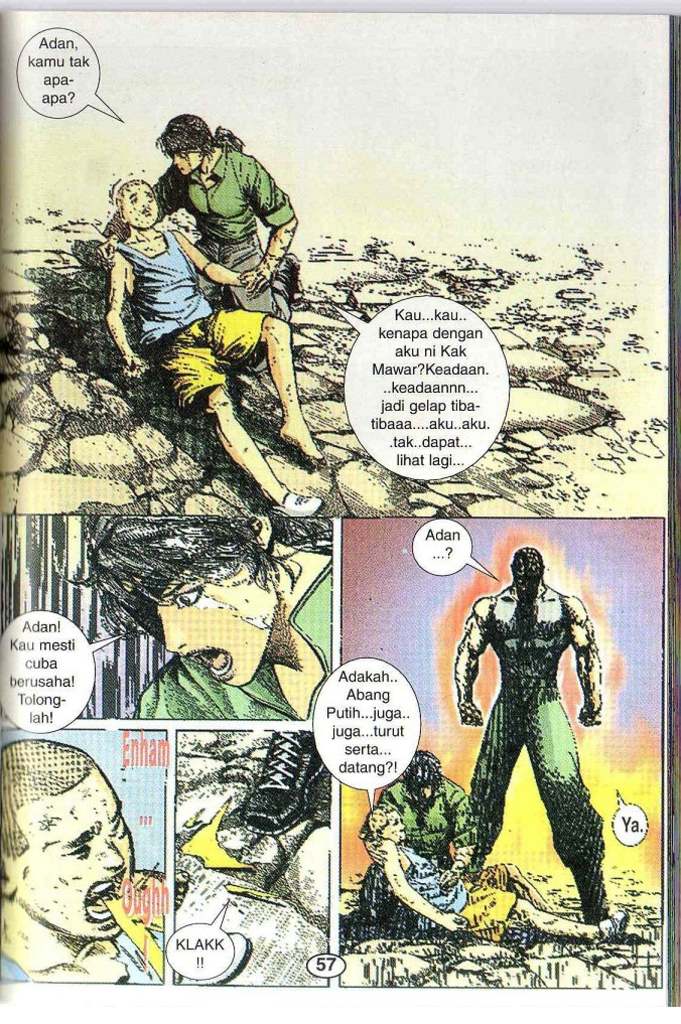 Adan,
kamu tak
apa-
apa?
Kau...kau..
kenapa dengan
aku ni Kak
Mawar?Keadaan.
..keadaannn...
jadi gelap tiba-
tibaaa....aku..aku.
.tak..dapat...
lihat lagi...
Adan!
Kau mesti
cuba
berusaha!
Tolong-
lah!
Adan
...?
Adakah..
Abang
Putih...juga..
juga...turut
serta...
datang?!
Ya.
Enham
...
Oughh
!
KLAKK
!!
57